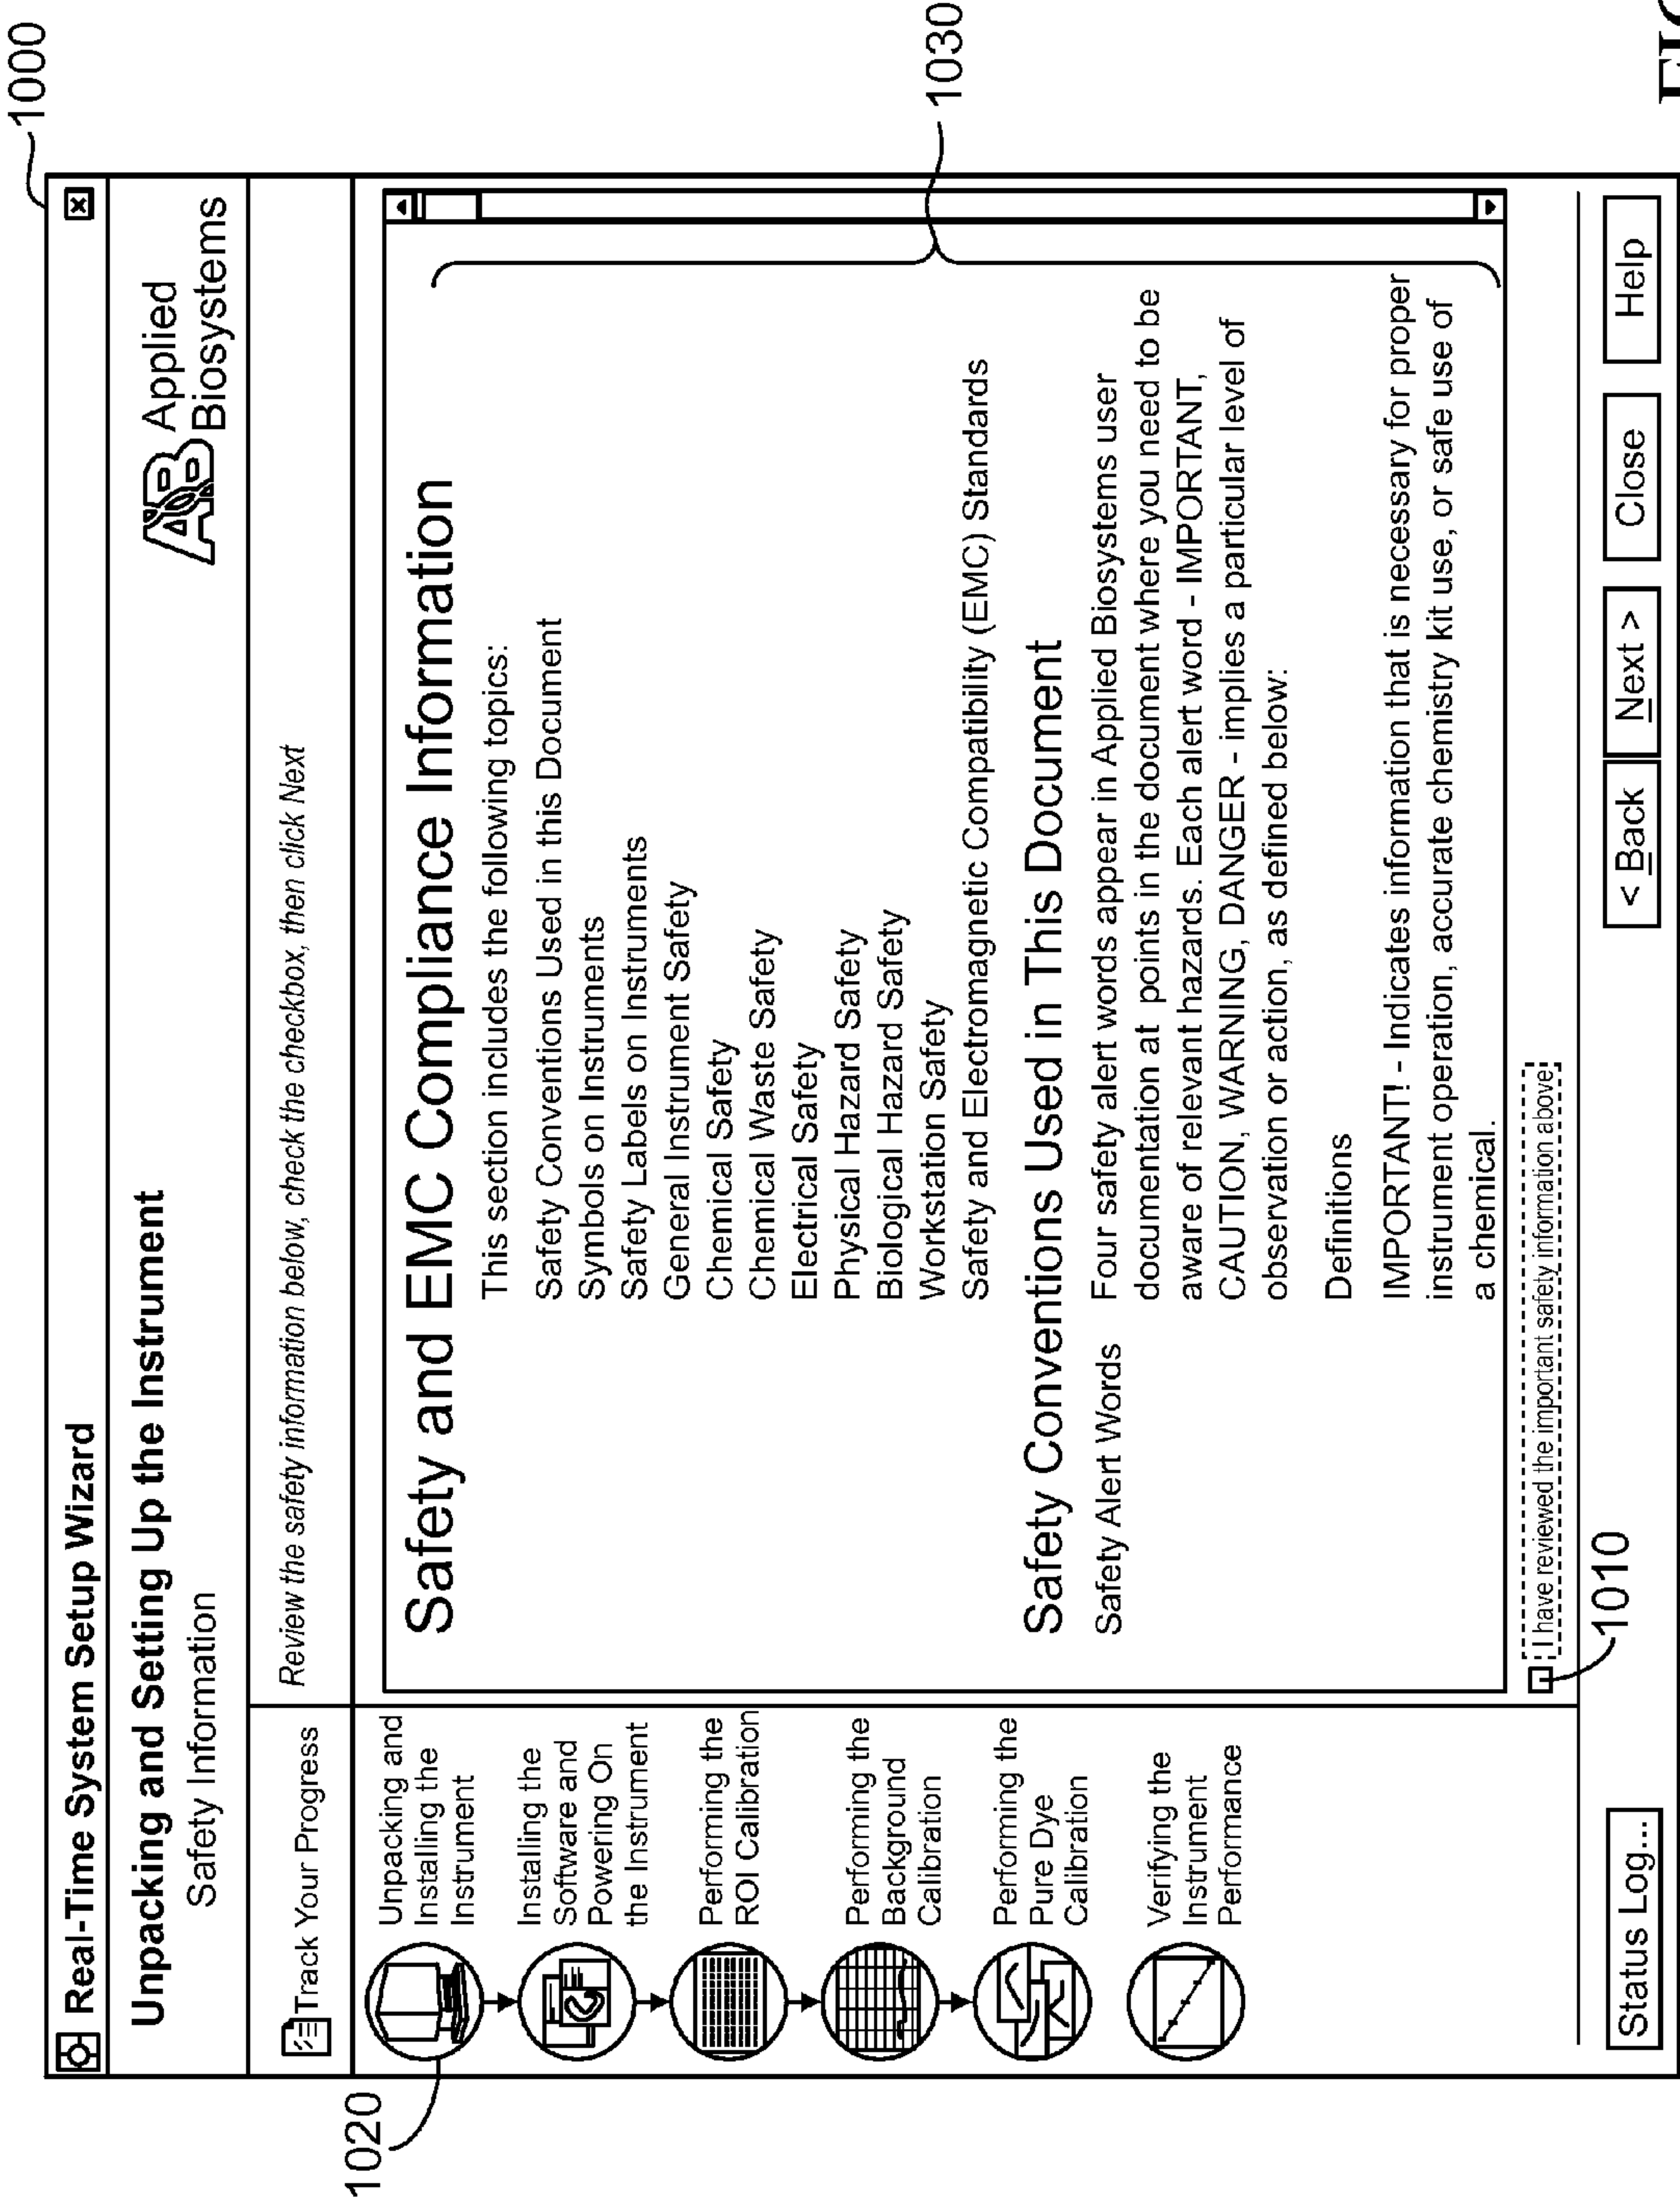 1000
Real-Time System Setup Wizard
Unpacking and Setting Up the Instrument
Safety Information
AB Applied
Biosystems
Track Your Progress
Review the safety information below, check the checkbox, then click Next
1020
Unpacking and
Installing the
Instrument
Installing the
Software and
Powering On
the Instrument
Performing the
ROI Calibration
Performing the
Background
Calibration
Performing the
Pure Dye
Calibration
Verifying the
Instrument
Performance
Safety and EMC Compliance Information
This section includes the following topics:
Safety Conventions Used in this Document
Symbols on Instruments
Safety Labels on Instruments
General Instrument Safety
Chemical Safety
Chemical Waste Safety
Electrical Safety
Physical Hazard Safety
Biological Hazard Safety
Workstation Safety
Safety and Electromagnetic Compatibility (EMC) Standards
1030
Safety Conventions Used in This Document
Safety Alert Words
Four safety alert words appear in Applied Biosystems user
documentation at points in the document where you need to be
aware of relevant hazards. Each alert word - IMPORTANT,
CAUTION, WARNING, DANGER - implies a particular level of
observation or action, as defined below:
Definitions
IMPORTANT! - Indicates information that is necessary for proper
instrument operation, accurate chemistry kit use, or safe use of
a chemical.
I have reviewed the important safety information above
1010
Status Log...
< Back
Next >
Close
Help